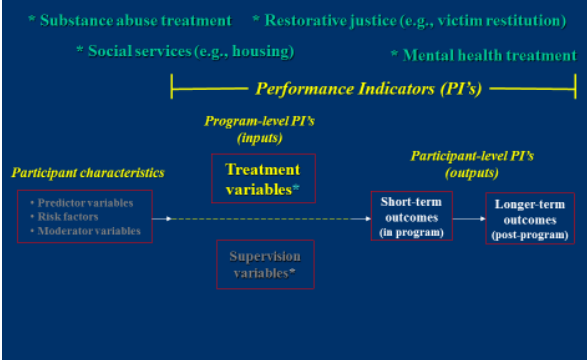 * Substance abuse treatment * Restorative justice (e.g., victim restitution)
* Social services (e.g., housing) * Mental health treatment
Performance Indicators (PI's)
Program-level PI's
(inputs)
Treatment
variables*
Participant characteristics
• Predictor variables
• Risk factors
• Moderator variables
Supervision
variables*
Participant-level PI's
(outputs)
Short-term
outcomes
(in program)
Longer-term
outcomes
(post-program)